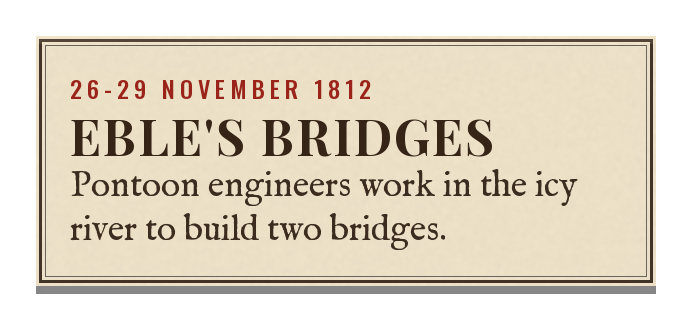 26-29 NOVEMBER 1812
EBLE'S BRIDGES
Pontoon engineers work in the icy
river to build two bridges.